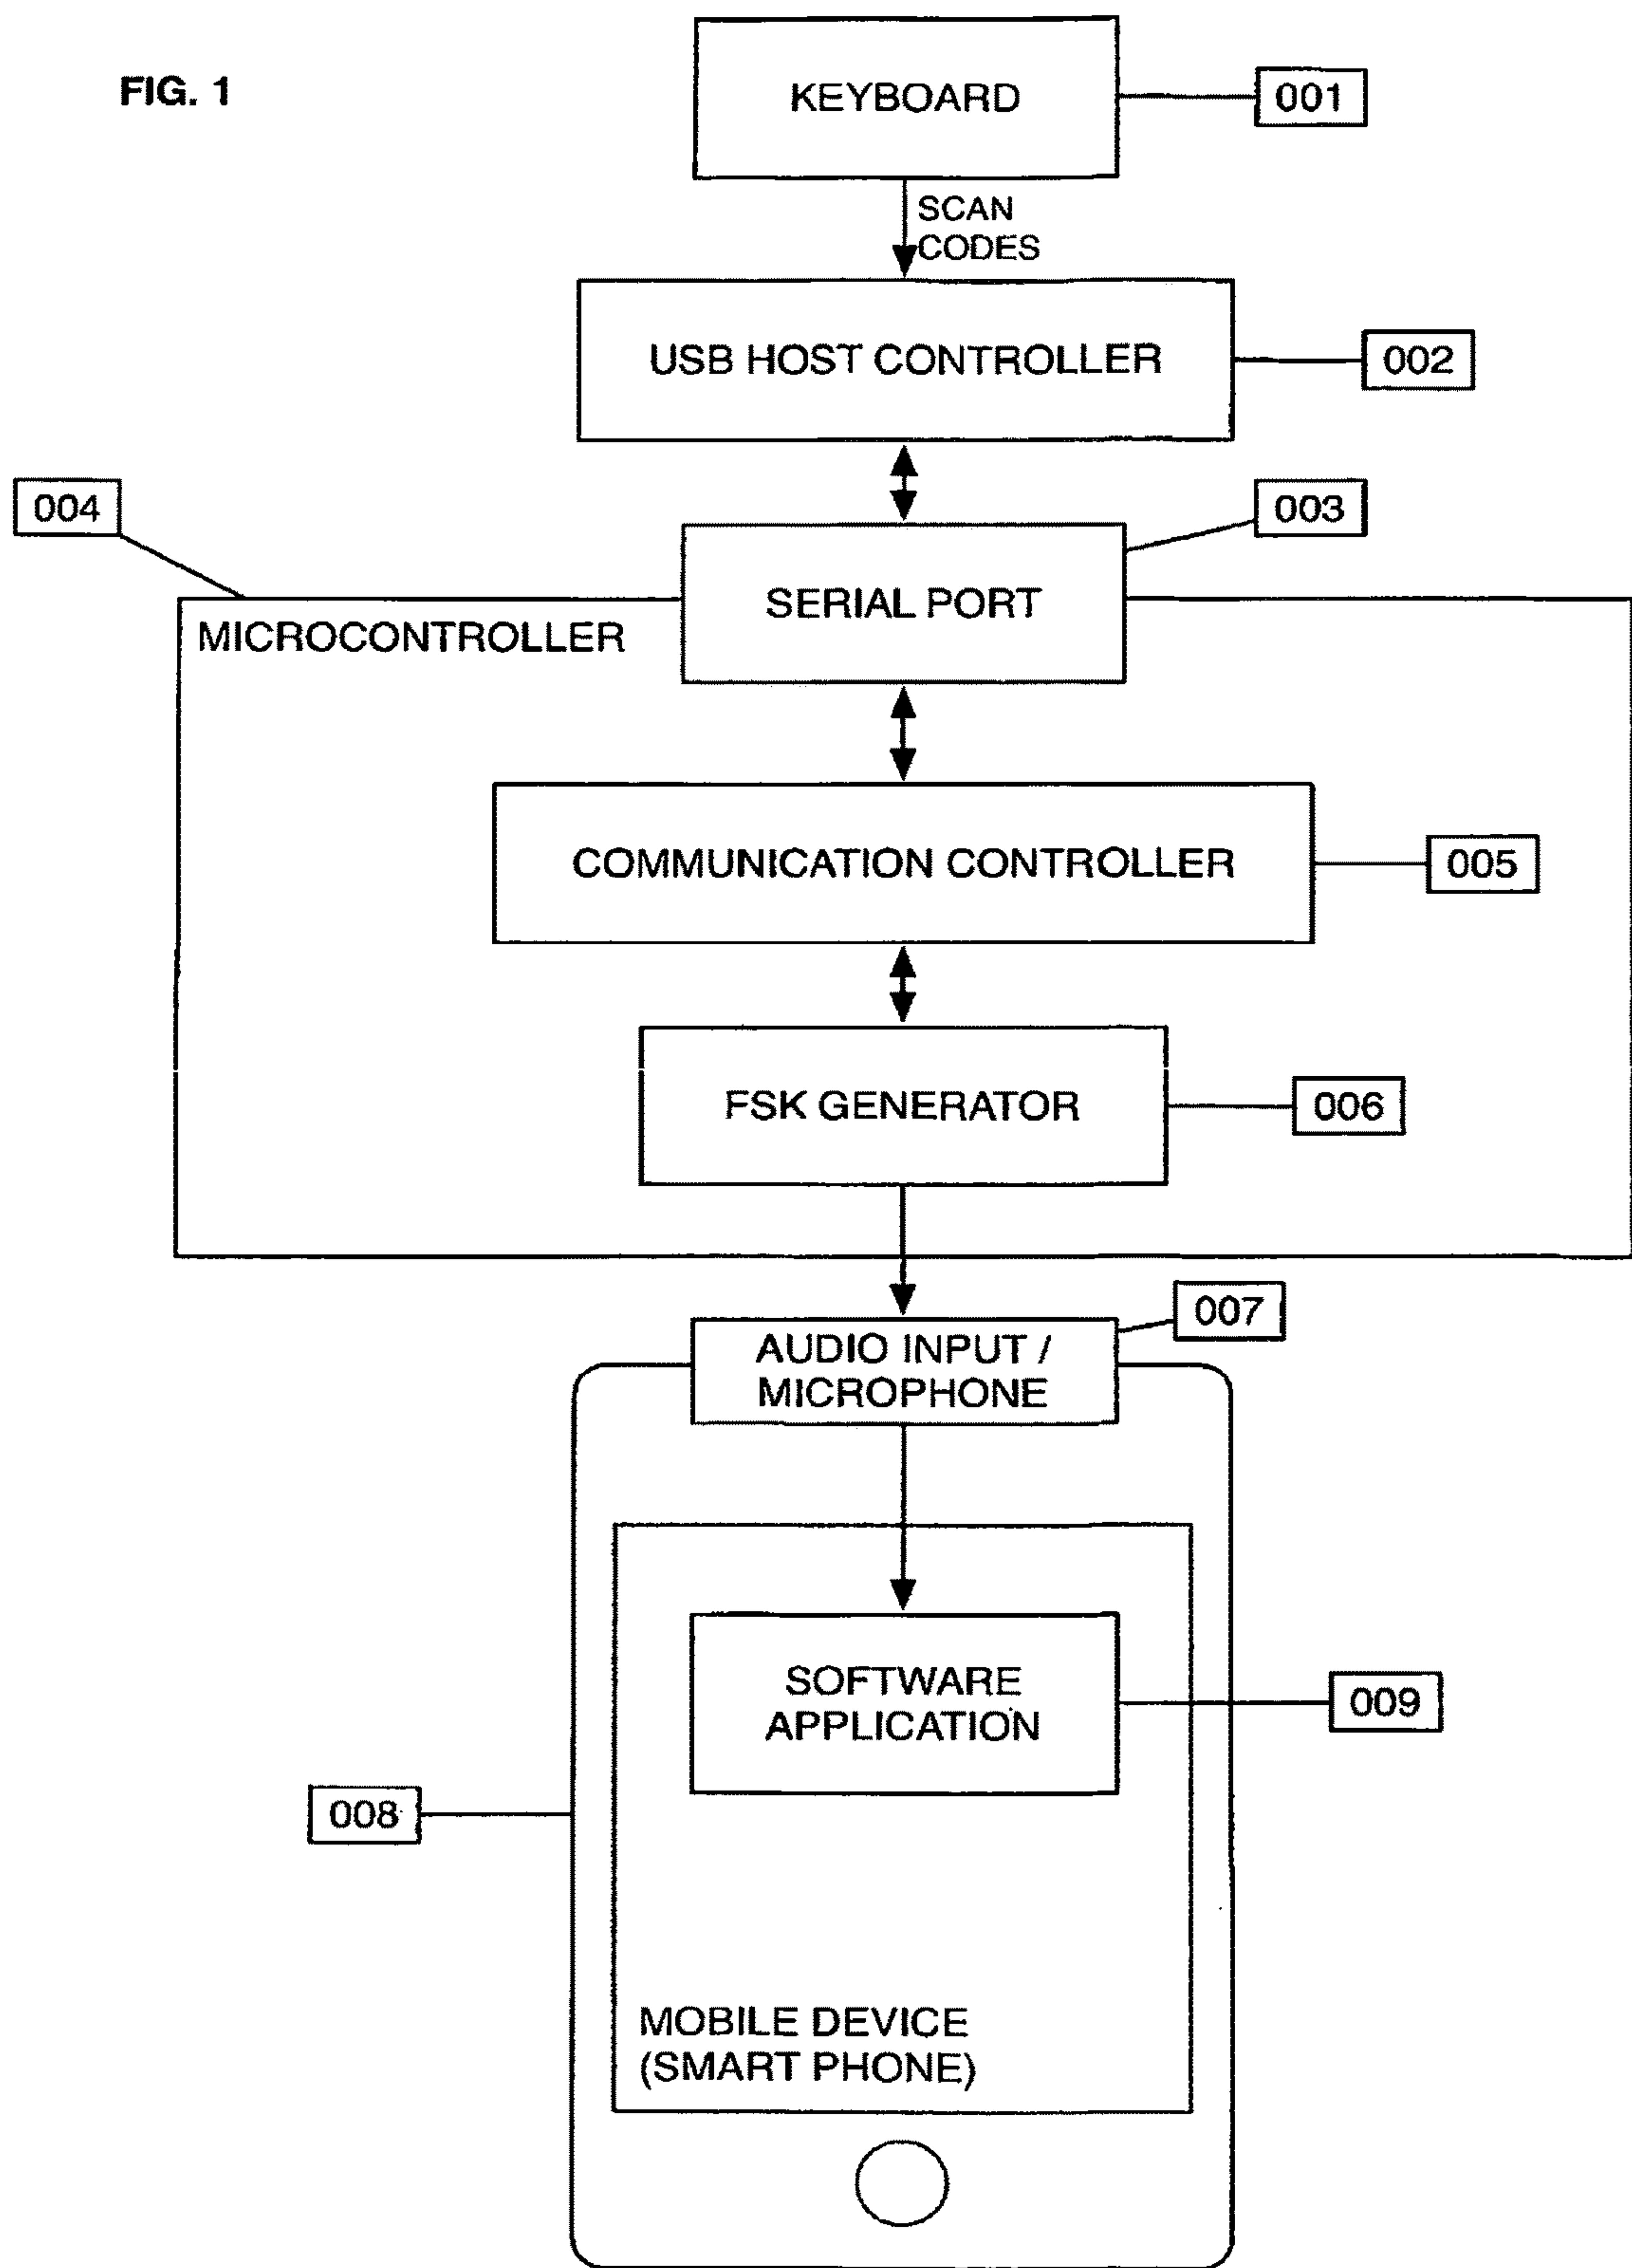 FIG. 1
KEYBOARD
001
SCAN
CODES
USB HOST CONTROLLER
002
004
003
SERIAL PORT
MICROCONTROLLER
COMMUNICATION CONTROLLER
005
FSK GENERATOR
006
007
AUDIO INPUT /
MICROPHONE
SOFTWARE
APPLICATION
009
008
MOBILE DEVICE
(SMART PHONE)